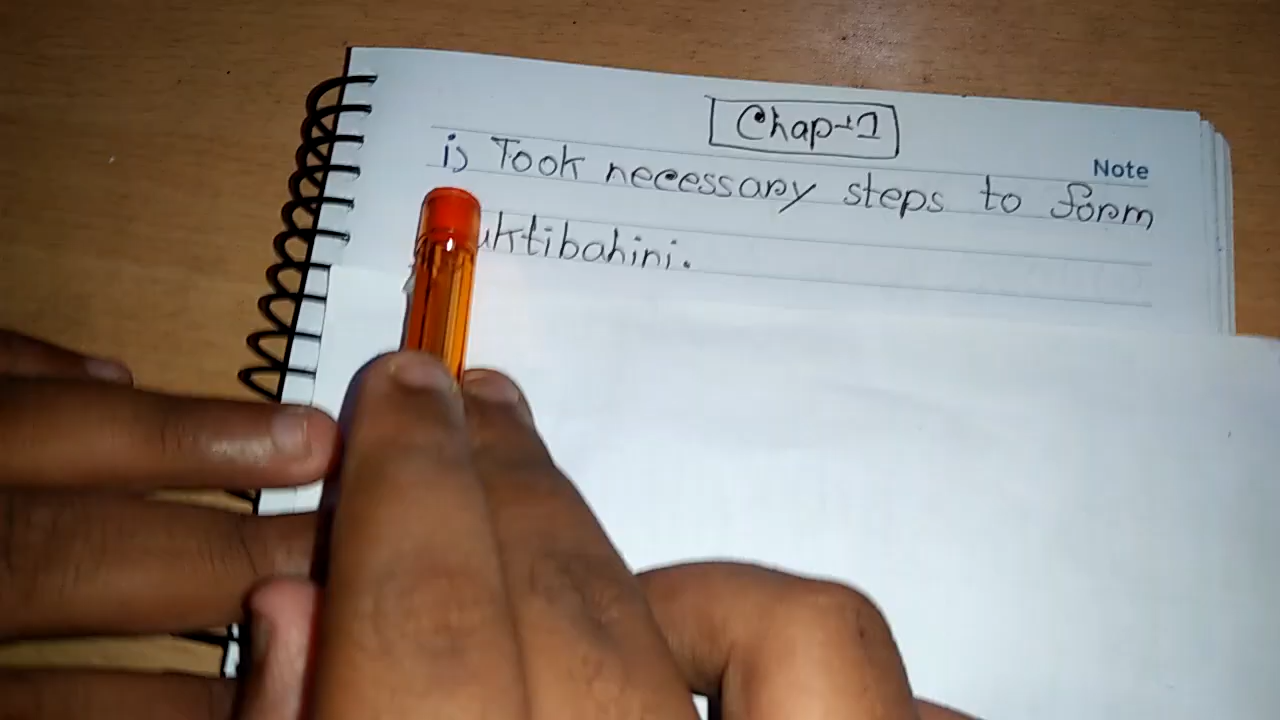 Chap-1
Note
i) Took necessary steps to form
uktibahini.